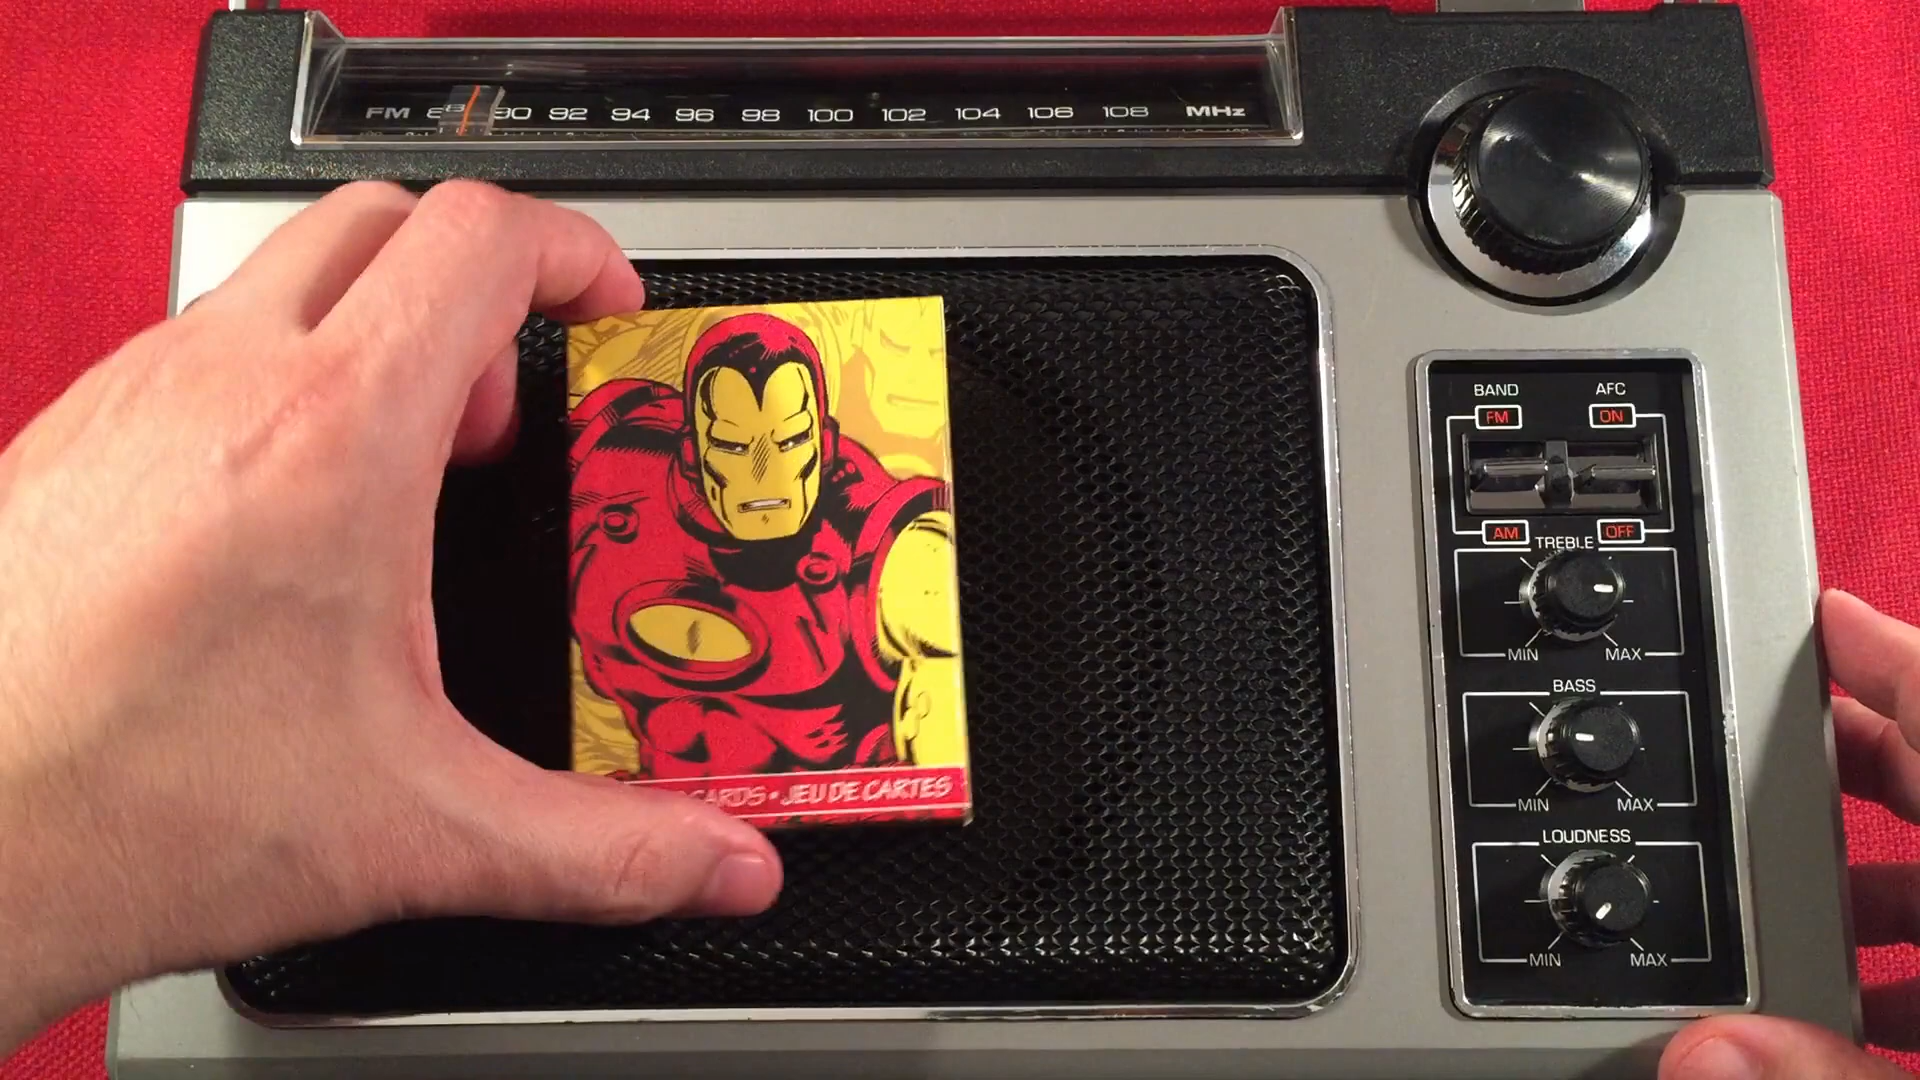 FM 88 90 92 94 96 98 100 102 104 106 108 MHz
BAND AFC
FM ON
AM OFF
TREBLE
MIN MAX
BASS
MIN MAX
LOUDNESS
MIN MAX
CARDS • JEU DE CARTES